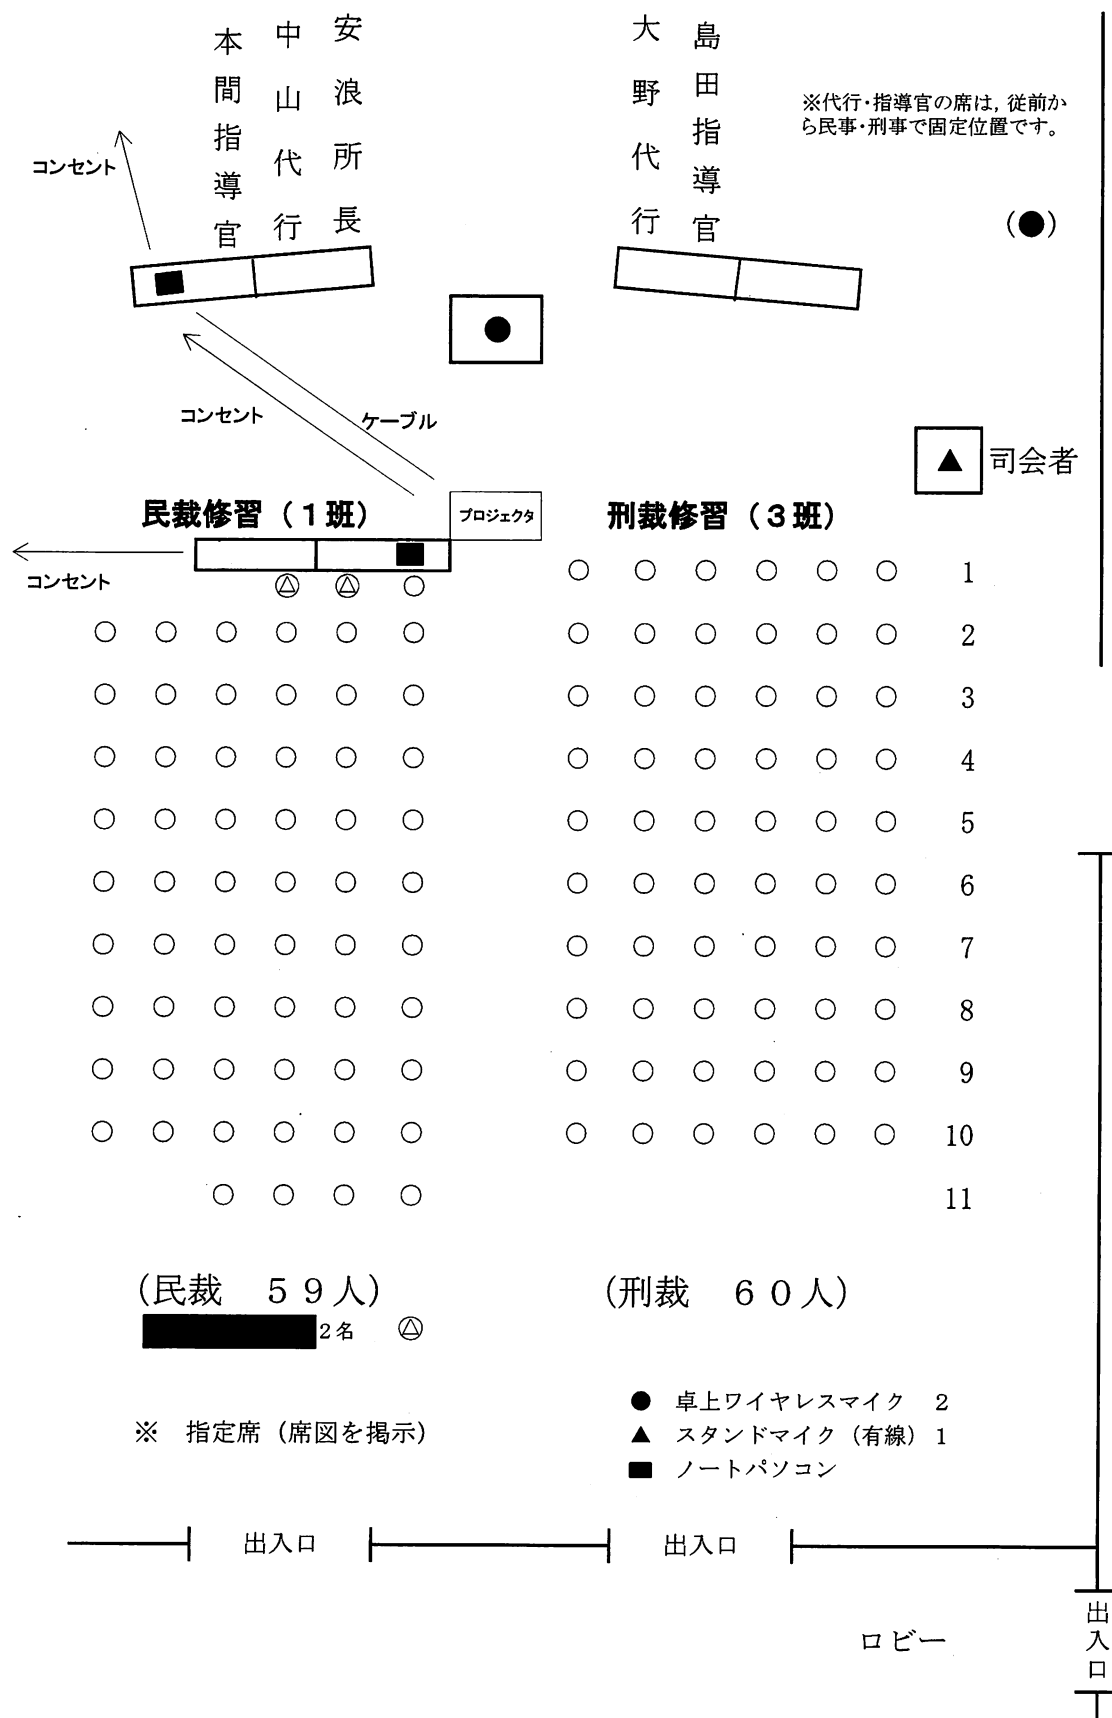 本間指導官
中山代行
安浪所長
大野代行
島田指導官
※代行・指導官の席は，従前か
ら民事・刑事で固定位置です。
コンセント
(●)
●
コンセント
ケーブル
▲ 司会者
民裁修習（１班）
プロジェクタ
刑裁修習（３班）
コンセント
1
2
3
4
5
6
7
8
9
10
11
(民裁　５９人)
(刑裁　６０人)
2名
※　指定席（席図を掲示）
●　卓上ワイヤレスマイク　2
▲　スタンドマイク（有線）1
■　ノートパソコン
出入口
出入口
ロビー
出入口